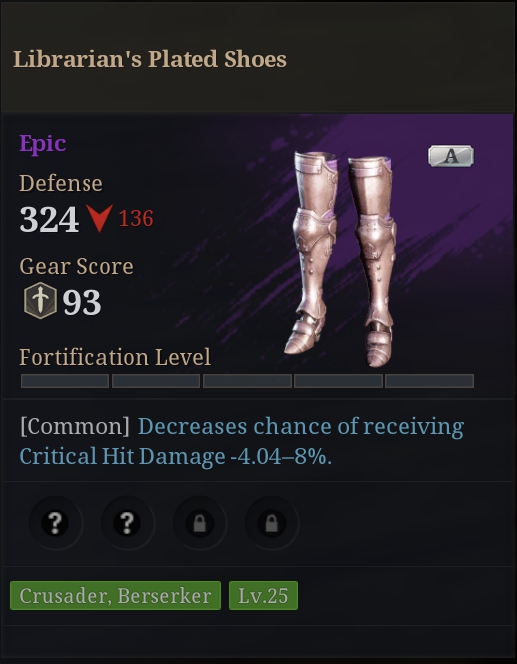 Librarian's Plated Shoes
Epic
A
Defense
324 136
Gear Score
93
Fortification Level
[Common] Decreases chance of receiving
Critical Hit Damage -4.04–8%.
? ?
Crusader, Berserker Lv.25